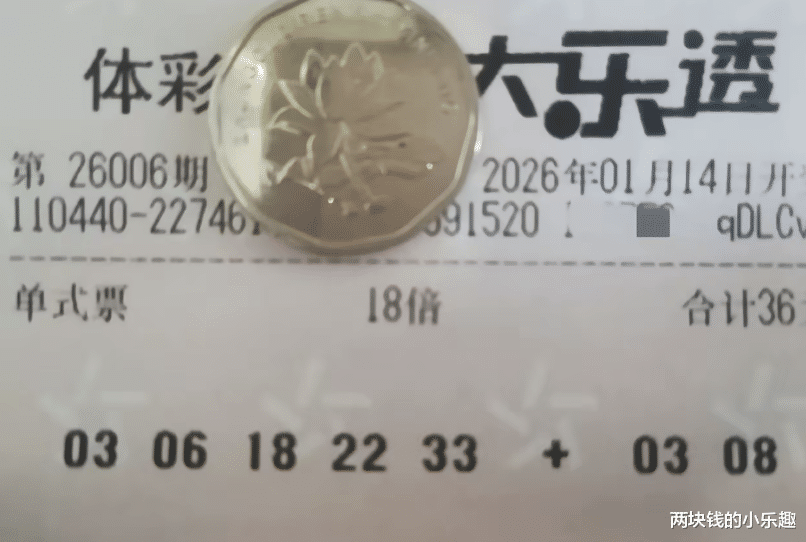 体彩 大乐透
第 26006期 2026年01月14日开
110440-22746 91520 qDLCv
单式票 18倍 合计36
03 06 18 22 33 + 03 08
两块钱的小乐趣